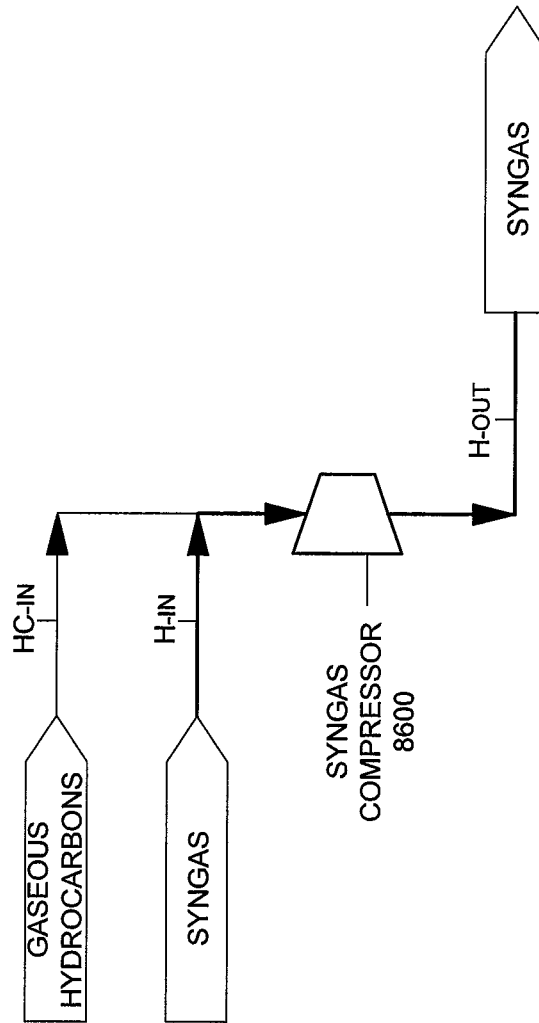 GASEOUS
HYDROCARBONS
HC-IN
SYNGAS
H-IN
SYNGAS
COMPRESSOR
8600
H-OUT
SYNGAS